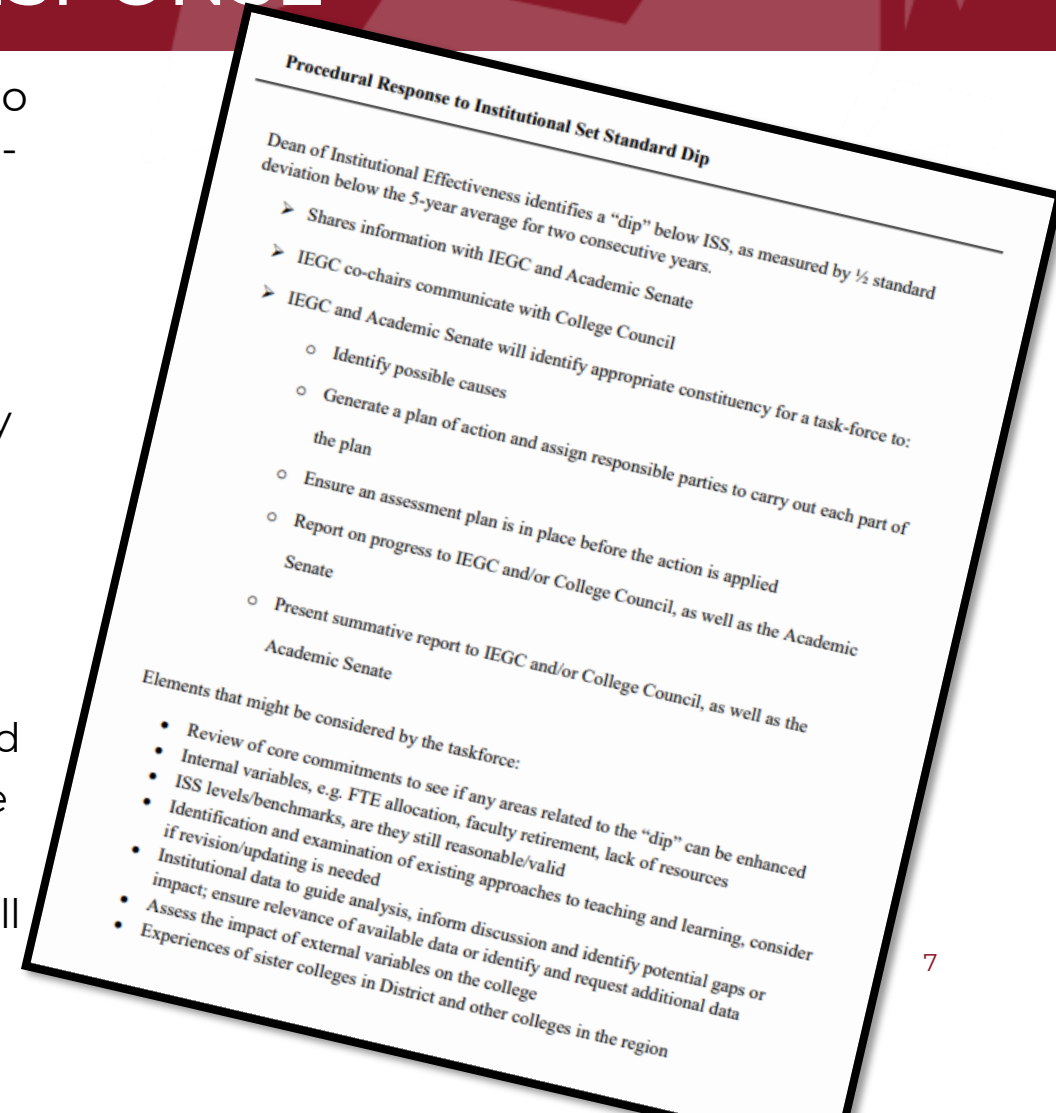 Procedural Response to Institutional Set Standard Dip
Dean of Institutional Effectiveness identifies a “dip” below ISS, as measured by ½ standard
deviation below the 5-year average for two consecutive years.
➢ Shares information with IEGC and Academic Senate
➢ IEGC co-chairs communicate with College Council
➢ IEGC and Academic Senate will identify appropriate constituency for a task-force to:
○ Identify possible causes
○ Generate a plan of action and assign responsible parties to carry out each part of
the plan
○ Ensure an assessment plan is in place before the action is applied
○ Report on progress to IEGC and/or College Council, as well as the Academic
Senate
○ Present summative report to IEGC and/or College Council, as well as the
Academic Senate
Elements that might be considered by the taskforce:
• Review of core commitments to see if any areas related to the “dip” can be enhanced
• Internal variables, e.g. FTE allocation, faculty retirement, lack of resources
• ISS levels/benchmarks, are they still reasonable/valid
• Identification and examination of existing approaches to teaching and learning, consider
if revision/updating is needed
• Institutional data to guide analysis, inform discussion and identify potential gaps or
impact; ensure relevance of available data or identify and request additional data
• Assess the impact of external variables on the college
• Experiences of sister colleges in District and other colleges in the region
7